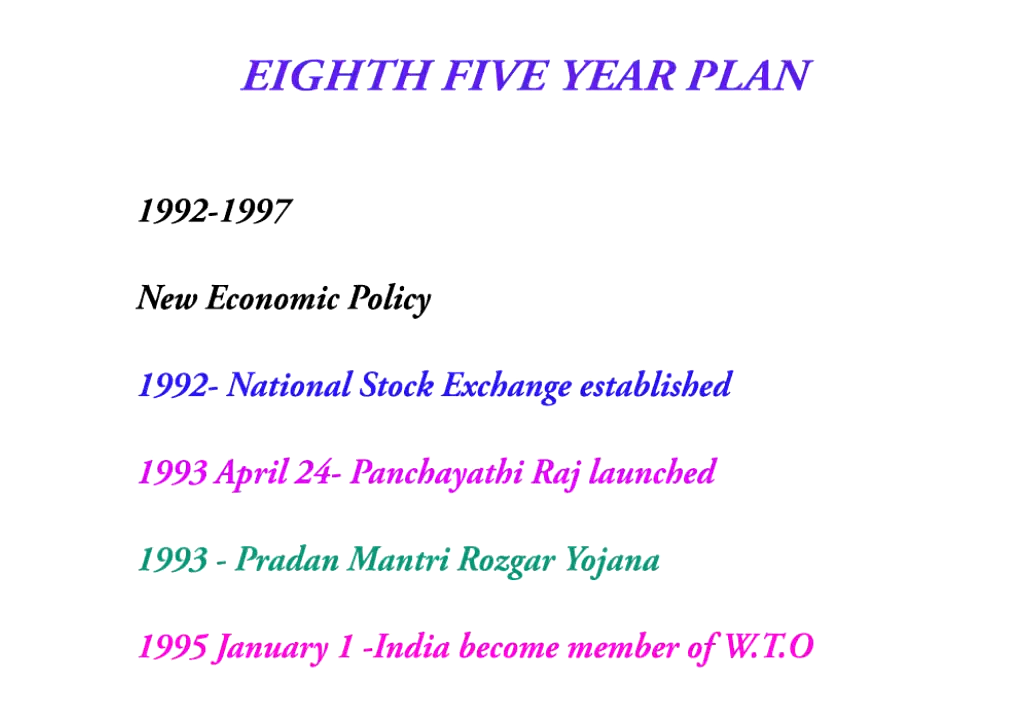 EIGHTH FIVE YEAR PLAN
1992-1997
New Economic Policy
1992- National Stock Exchange established
1993 April 24- Panchayathi Raj launched
1993 - Pradan Mantri Rozgar Yojana
1995 January 1 -India become member of W.T.O